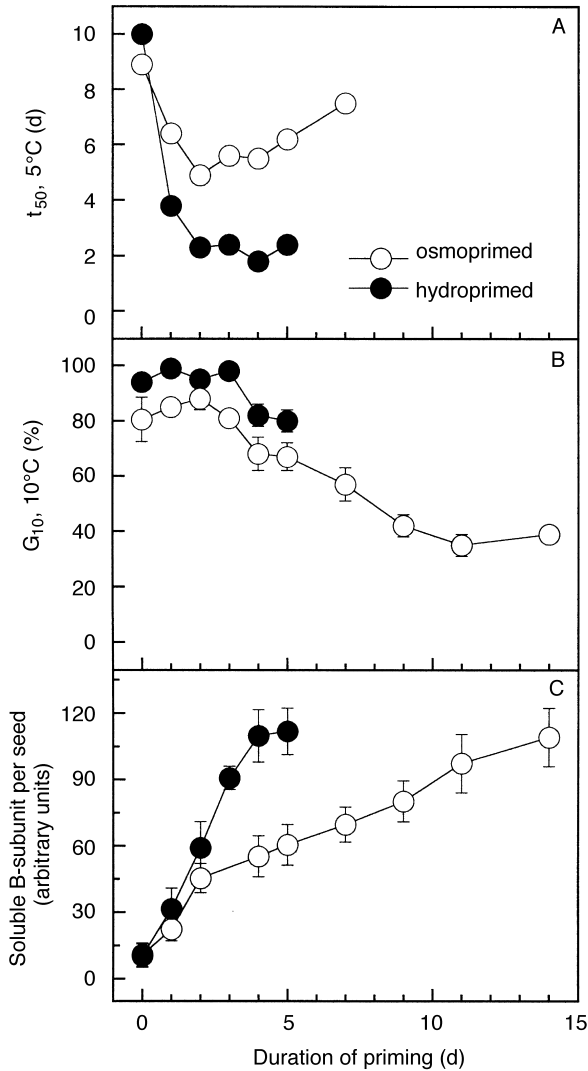 A
10
8
6
4
2
0
t50, 5°C (d)
osmoprimed
hydroprimed
B
100
80
60
40
20
0
G10, 10°C (%)
C
120
90
60
30
0
Soluble B-subunit per seed
(arbitrary units)
0 5 10 15
Duration of priming (d)